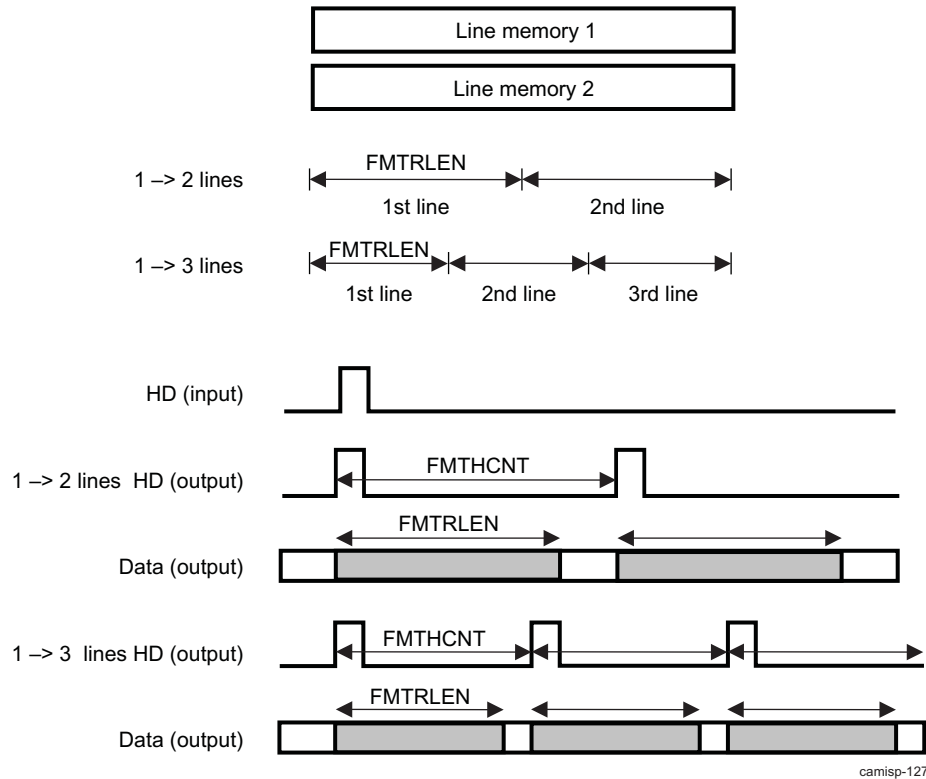 Line memory 1
Line memory 2
1 –> 2 lines
FMTRLEN
1st line 2nd line
1 –> 3 lines
FMTRLEN
1st line 2nd line 3rd line
HD (input)
1 –> 2 lines HD (output)
FMTHCNT
FMTRLEN
Data (output)
1 –> 3 lines HD (output)
FMTHCNT
FMTRLEN
Data (output)
camisp-127